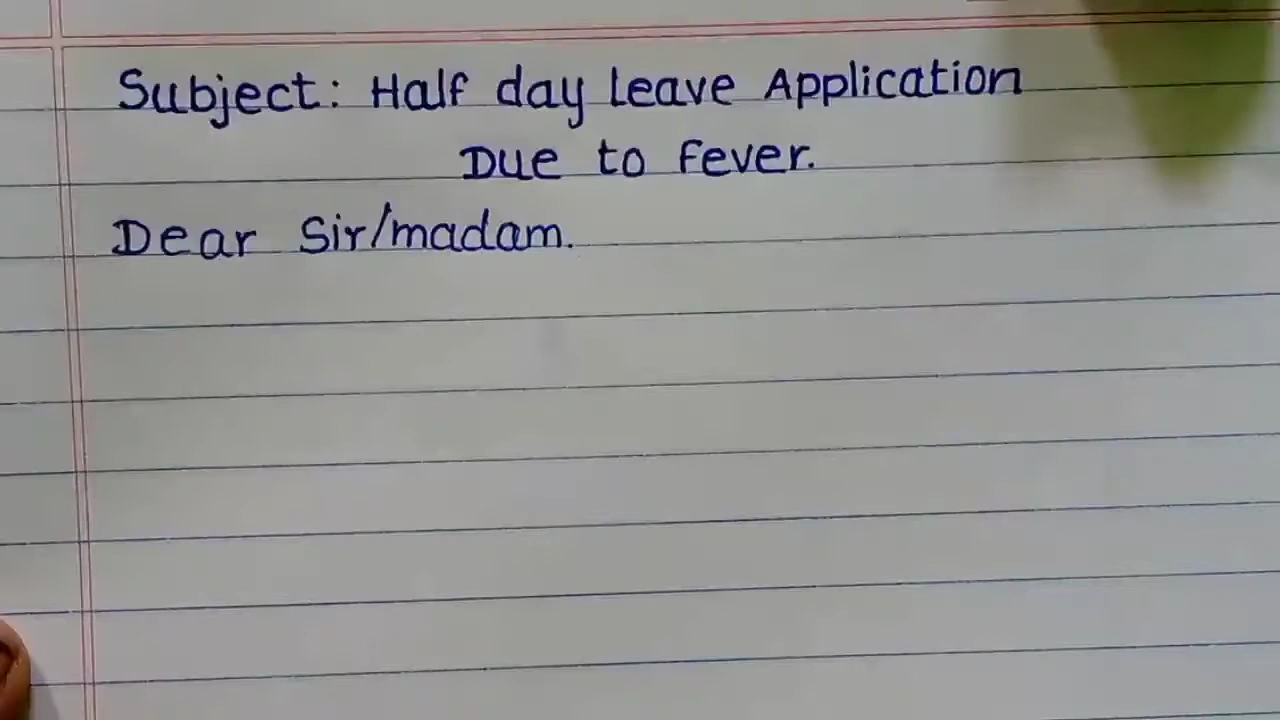 Subject: Half day leave Application
Due to fever.
Dear Sir/madam.